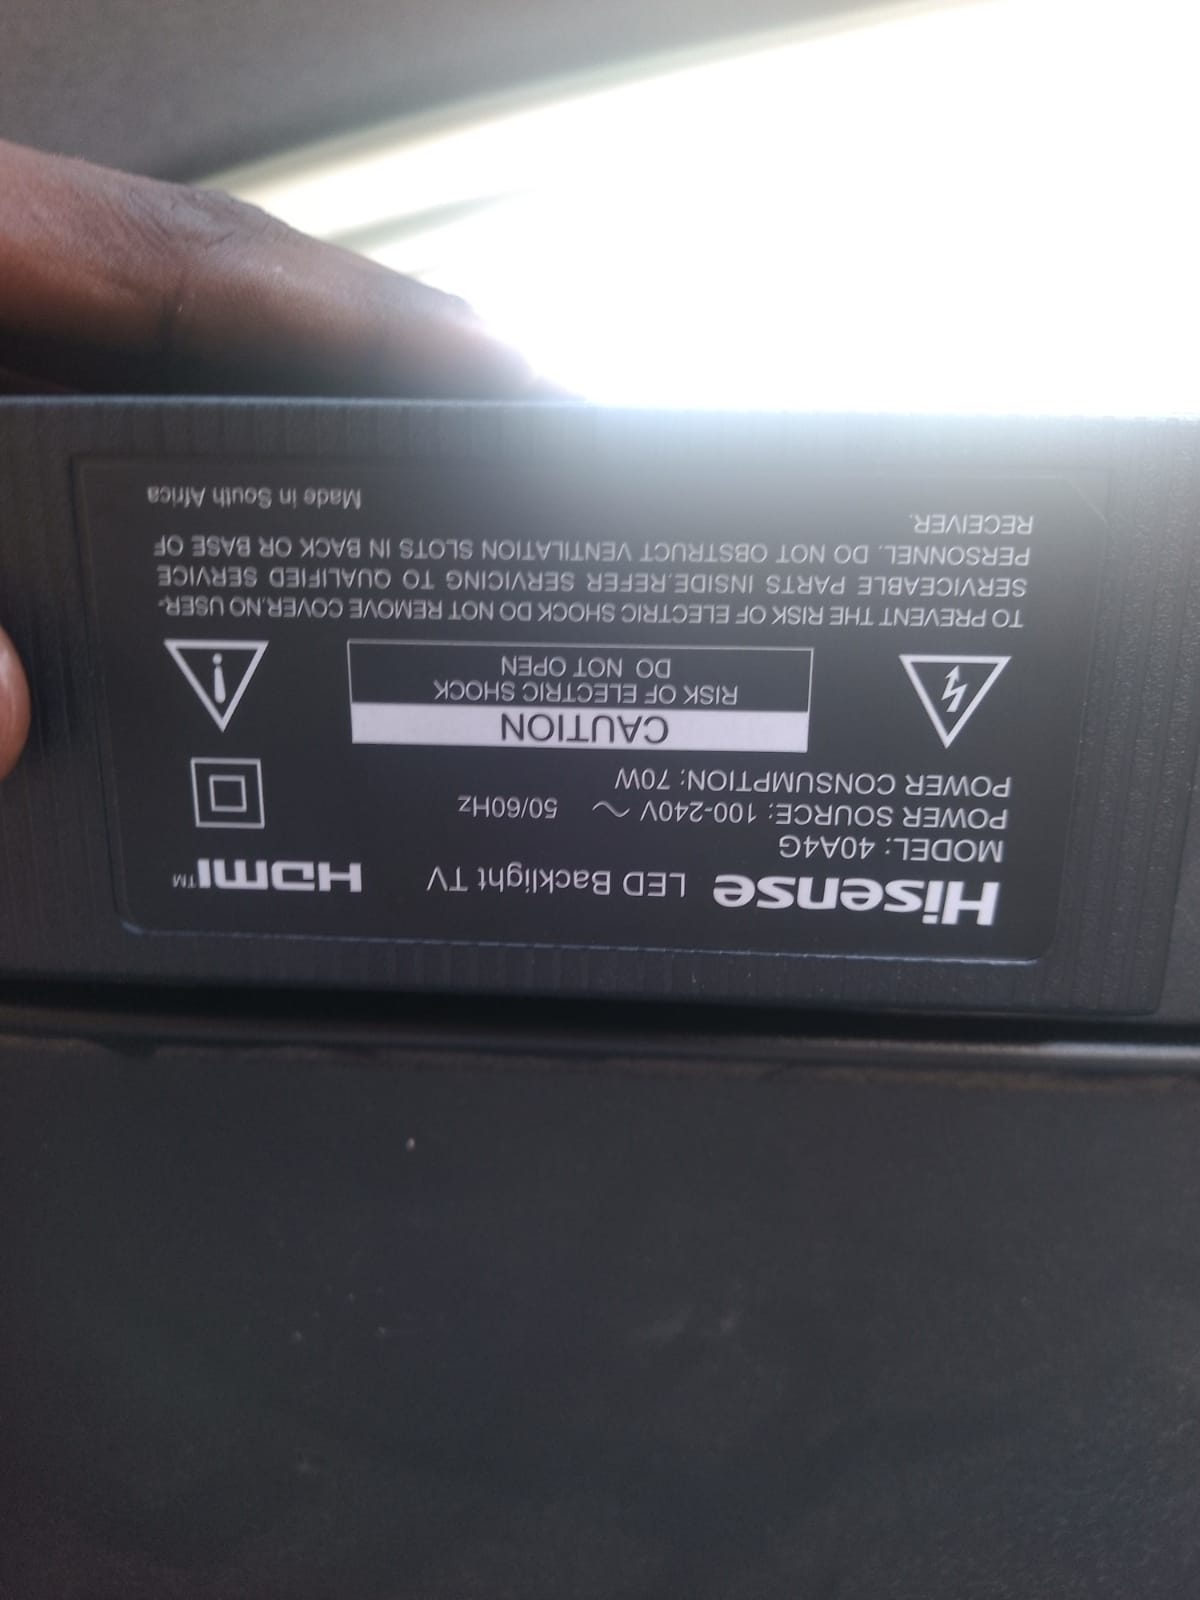 Hisense LED Backlight TV HDMI™
MODEL: 40A4G
POWER SOURCE: 100-240V ~ 50/60Hz
POWER CONSUMPTION: 70W
CAUTION
RISK OF ELECTRIC SHOCK
DO NOT OPEN
TO PREVENT THE RISK OF ELECTRIC SHOCK DO NOT REMOVE COVER.NO USER-
SERVICEABLE PARTS INSIDE.REFER SERVICING TO QUALIFIED SERVICE
PERSONNEL. DO NOT OBSTRUCT VENTILATION SLOTS IN BACK OR BASE OF
RECEIVER.
Made in South Africa